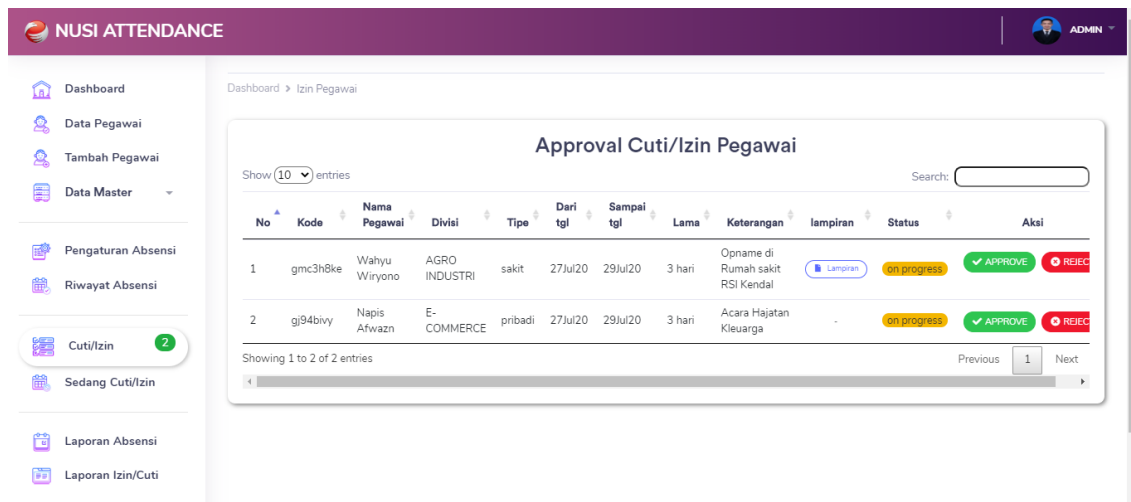 NUSI ATTENDANCE
ADMIN
Dashboard
Data Pegawai
Tambah Pegawai
Data Master
Pengaturan Absensi
Riwayat Absensi
Cuti/Izin 2
Sedang Cuti/Izin
Laporan Absensi
Laporan Izin/Cuti
Dashboard > Izin Pegawai
Approval Cuti/Izin Pegawai
Show 10 entries
Search:
No Kode Nama Pegawai Divisi Tipe Dari tgl Sampai tgl Lama Keterangan lampiran Status Aksi
1 gmc3h8ke Wahyu Wiryono AGRO INDUSTRI sakit 27Jul20 29Jul20 3 hari Opname di Rumah sakit RSI Kendal Lampiran on progress APPROVE REJEC
2 gj94bivy Napis Afwazn E-COMMERCE pribadi 27Jul20 29Jul20 3 hari Acara Hajatan Kleuarga - on progress APPROVE REJEC
Showing 1 to 2 of 2 entries
Previous 1 Next